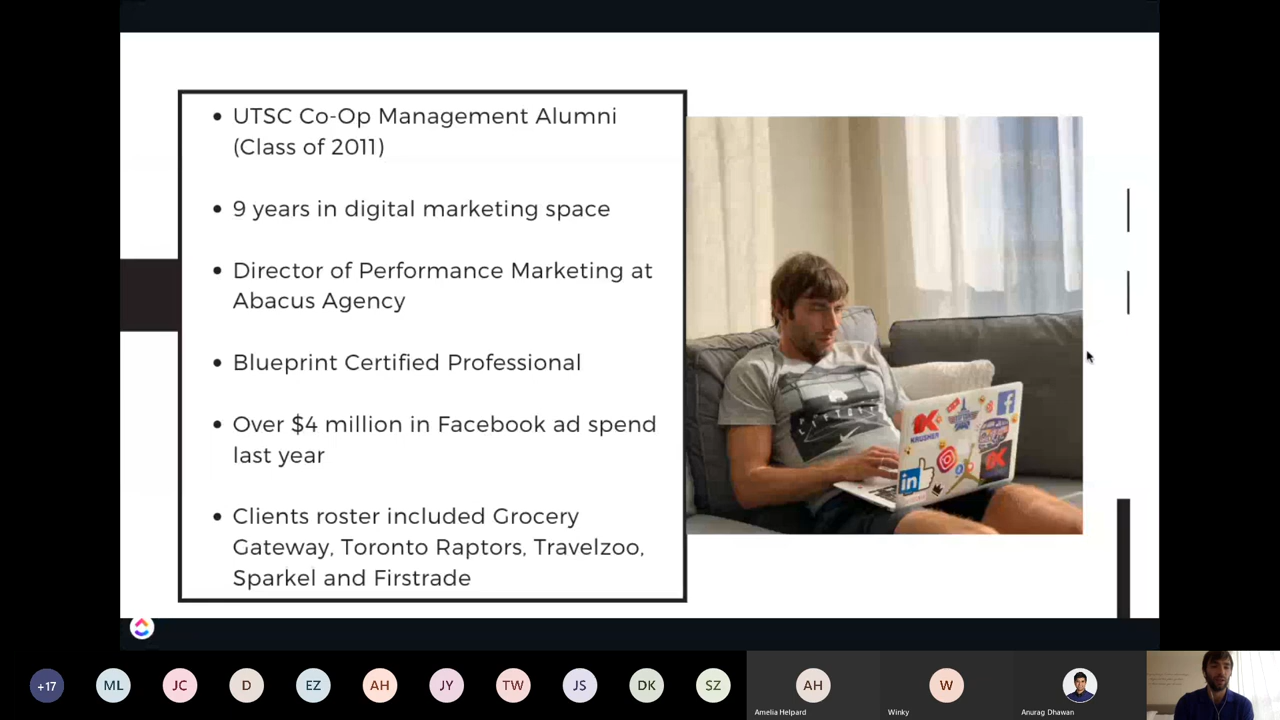 UTSC Co-Op Management Alumni
(Class of 2011)
9 years in digital marketing space
Director of Performance Marketing at
Abacus Agency
Blueprint Certified Professional
Over $4 million in Facebook ad spend
last year
Clients roster included Grocery
Gateway, Toronto Raptors, Travelzoo,
Sparkel and Firstrade
K
KRUSHER
f
in
K
+17
ML
JC
D
EZ
AH
JY
TW
JS
DK
SZ
AH
Amelia Helpard
W
Winky
Anurag Dhawan